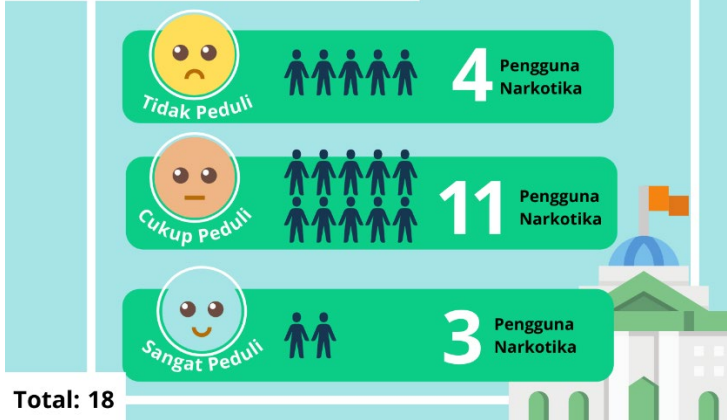 Tidak Peduli
4 Pengguna
Narkotika
Cukup Peduli
11 Pengguna
Narkotika
Sangat Peduli
3 Pengguna
Narkotika
Total: 18